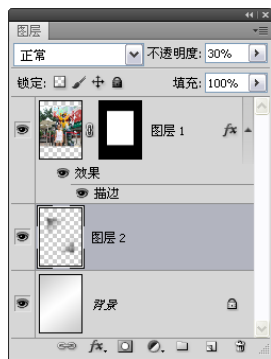 图层
正常 不透明度: 30%
锁定: 填充: 100%
图层 1 fx
效果
描边
图层 2
背景
fx.